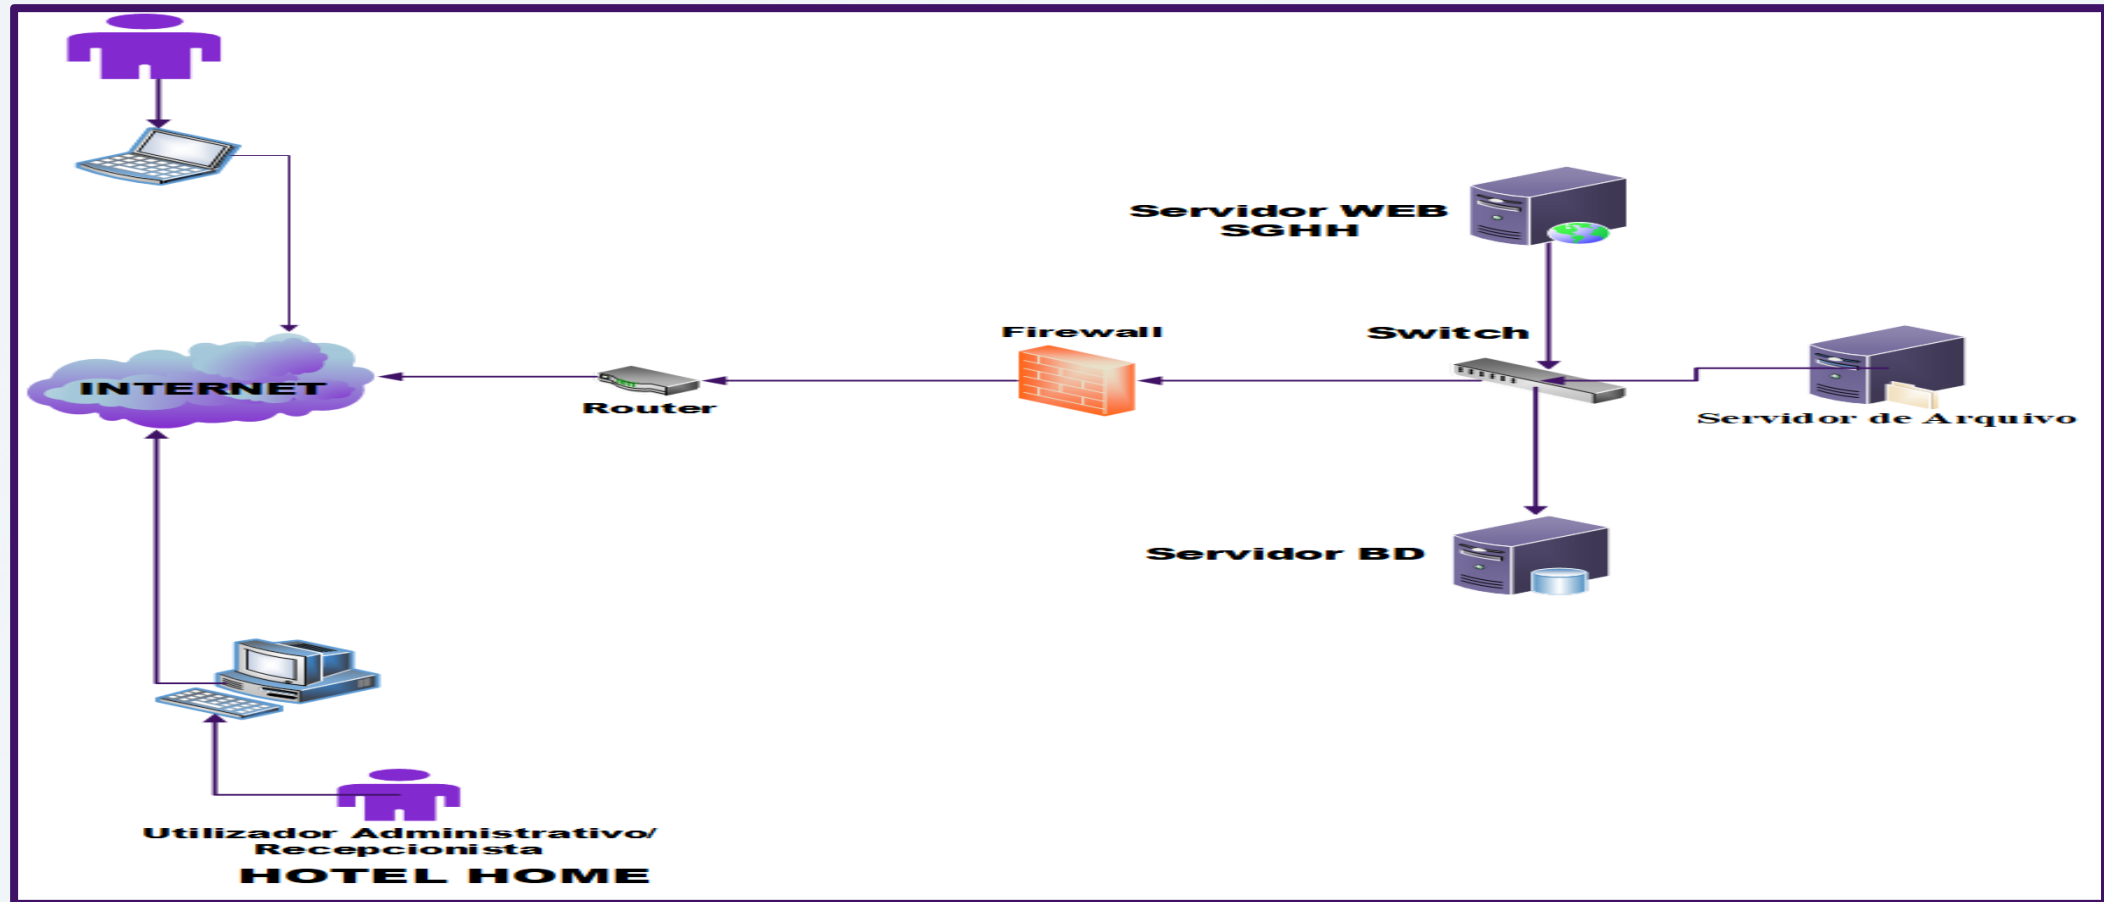 Servidor WEB
SGHH
Firewall
Switch
INTERNET
Router
Servidor de Arquivo
Servidor BD
Utilizador Administrativo/
Recepcionista
HOTEL HOME